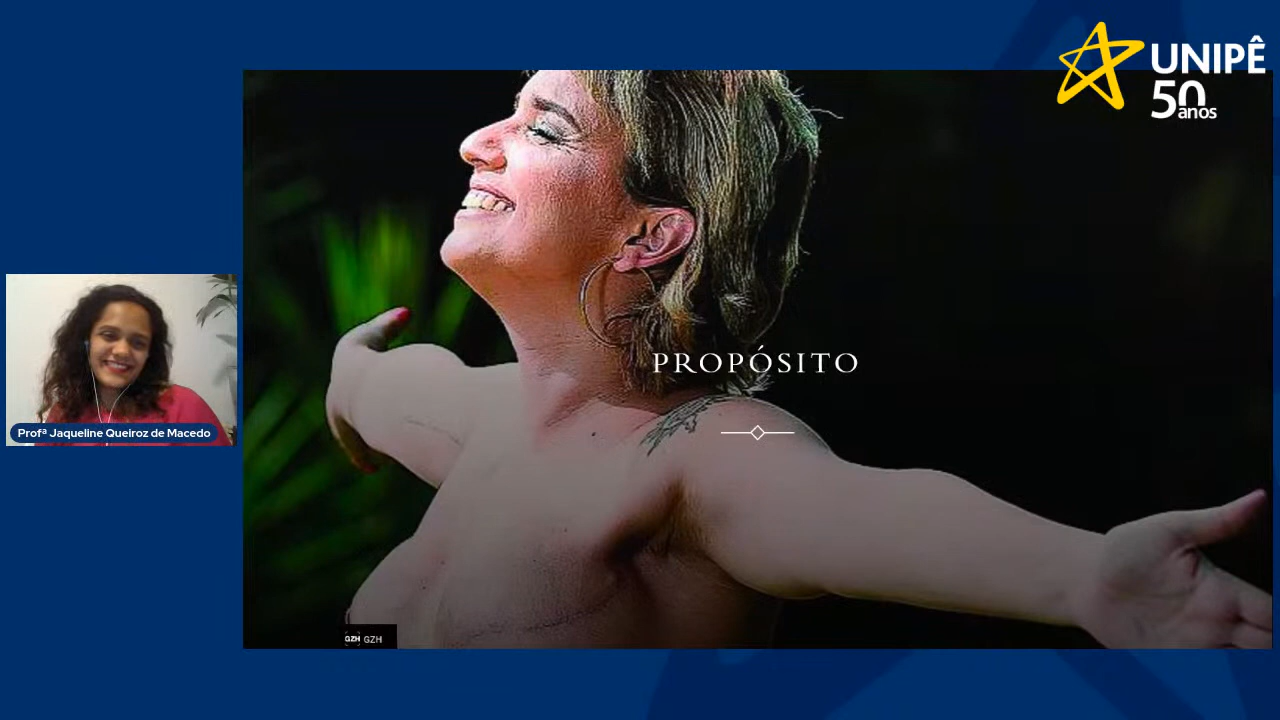 UNIPÊ
50
anos
PROPÓSITO
Profª Jaqueline Queiroz de Macedo
GZH GZH